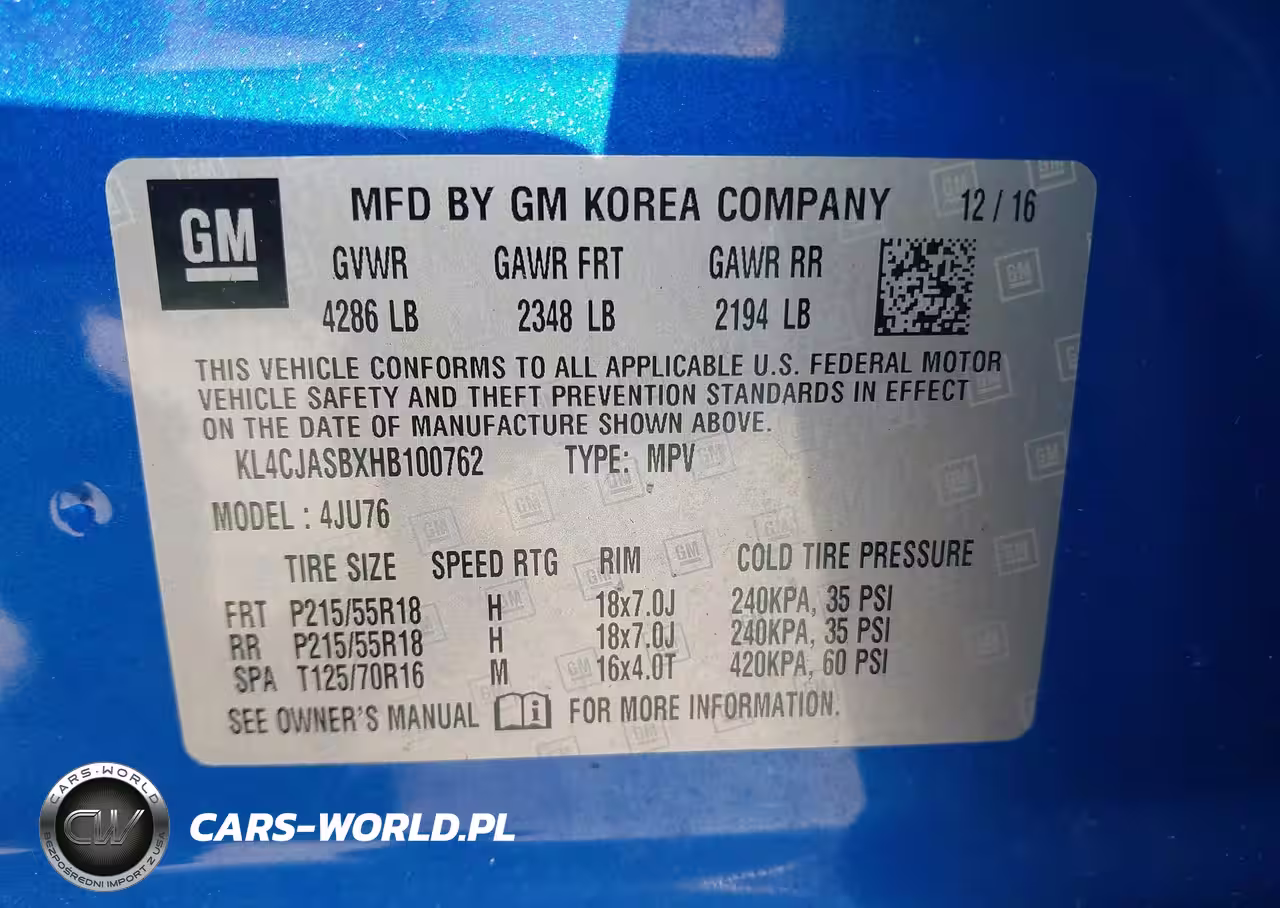 GM MFD BY GM KOREA COMPANY 12 / 16
GVWR GAWR FRT GAWR RR
4286 LB 2348 LB 2194 LB
THIS VEHICLE CONFORMS TO ALL APPLICABLE U.S. FEDERAL MOTOR
VEHICLE SAFETY AND THEFT PREVENTION STANDARDS IN EFFECT
ON THE DATE OF MANUFACTURE SHOWN ABOVE.
KL4CJASBXHB100762 TYPE: MPV
MODEL : 4JU76
TIRE SIZE SPEED RTG RIM COLD TIRE PRESSURE
FRT P215/55R18 H 18x7.0J 240KPA, 35 PSI
RR P215/55R18 H 18x7.0J 240KPA, 35 PSI
SPA T125/70R16 M 16x4.0T 420KPA, 60 PSI
SEE OWNER'S MANUAL i FOR MORE INFORMATION.
CARS-WORLD
CW
BEZPOŚREDNI IMPORT Z USA
CARS-WORLD.PL